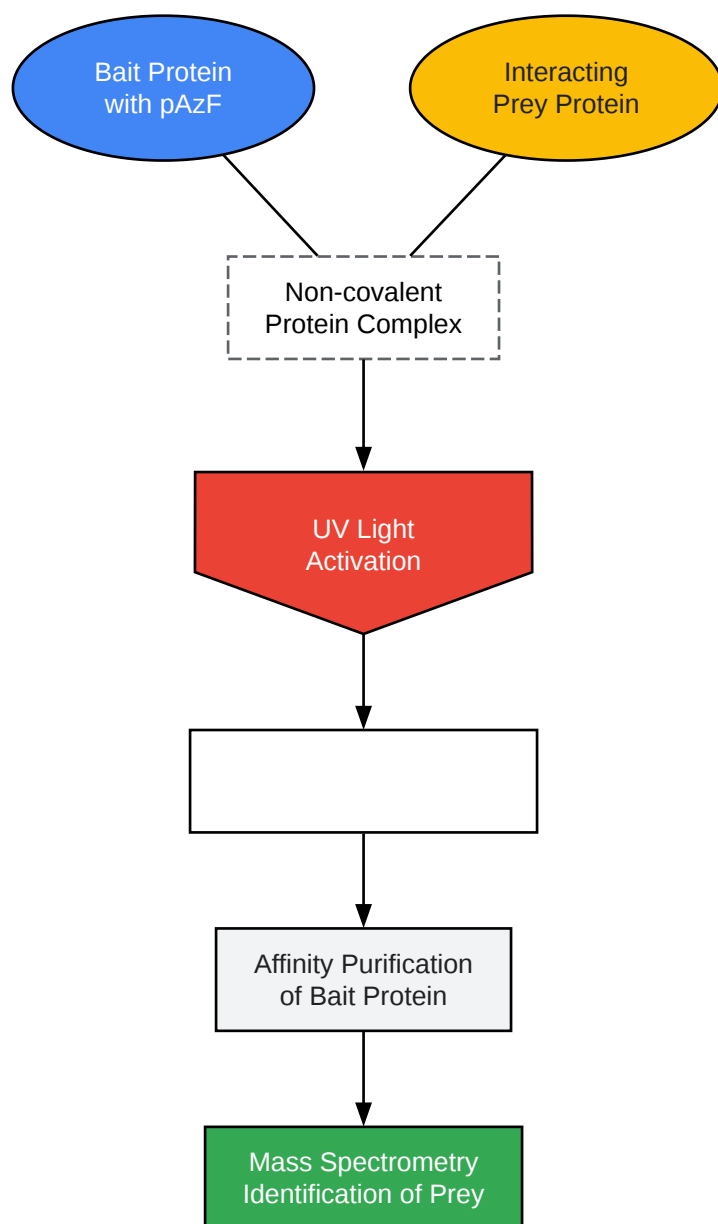 Bait Protein
with pAzF
Interacting
Prey Protein
Non-covalent
Protein Complex
UV Light
Activation
Affinity Purification
of Bait Protein
Mass Spectrometry
Identification of Prey